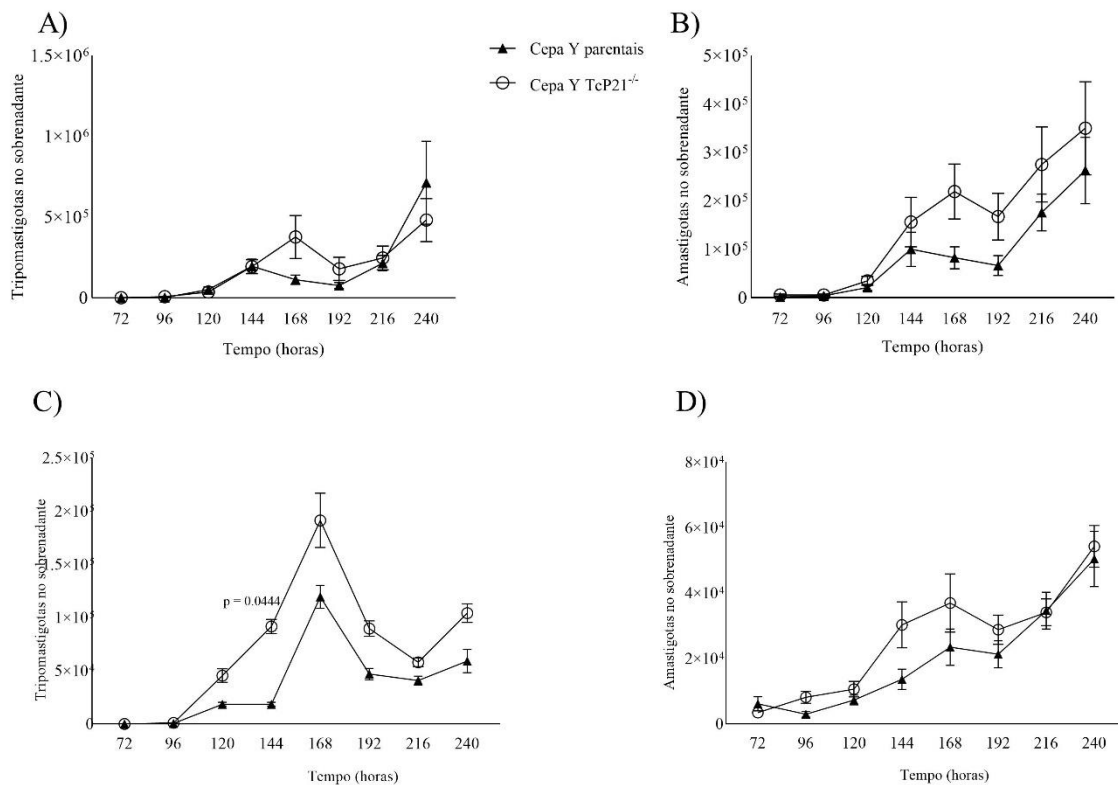 A)
1.5×10⁶
1×10⁶
5×10⁵
0
Tripomastigotas no sobrenadante
72 96 120 144 168 192 216 240
Tempo (horas)
Cepa Y parentais
Cepa Y TcP21⁻/⁻
B)
5×10⁵
4×10⁵
3×10⁵
2×10⁵
1×10⁵
0
Amastigotas no sobrenadante
72 96 120 144 168 192 216 240
Tempo (horas)
C)
2.5×10⁵
2×10⁵
1.5×10⁵
1×10⁵
5×10⁴
0
Tripomastigotas no sobrenadante
p = 0.0444
72 96 120 144 168 192 216 240
Tempo (horas)
D)
8×10⁴
6×10⁴
4×10⁴
2×10⁴
0
Amastigotas no sobrenadante
72 96 120 144 168 192 216 240
Tempo (horas)